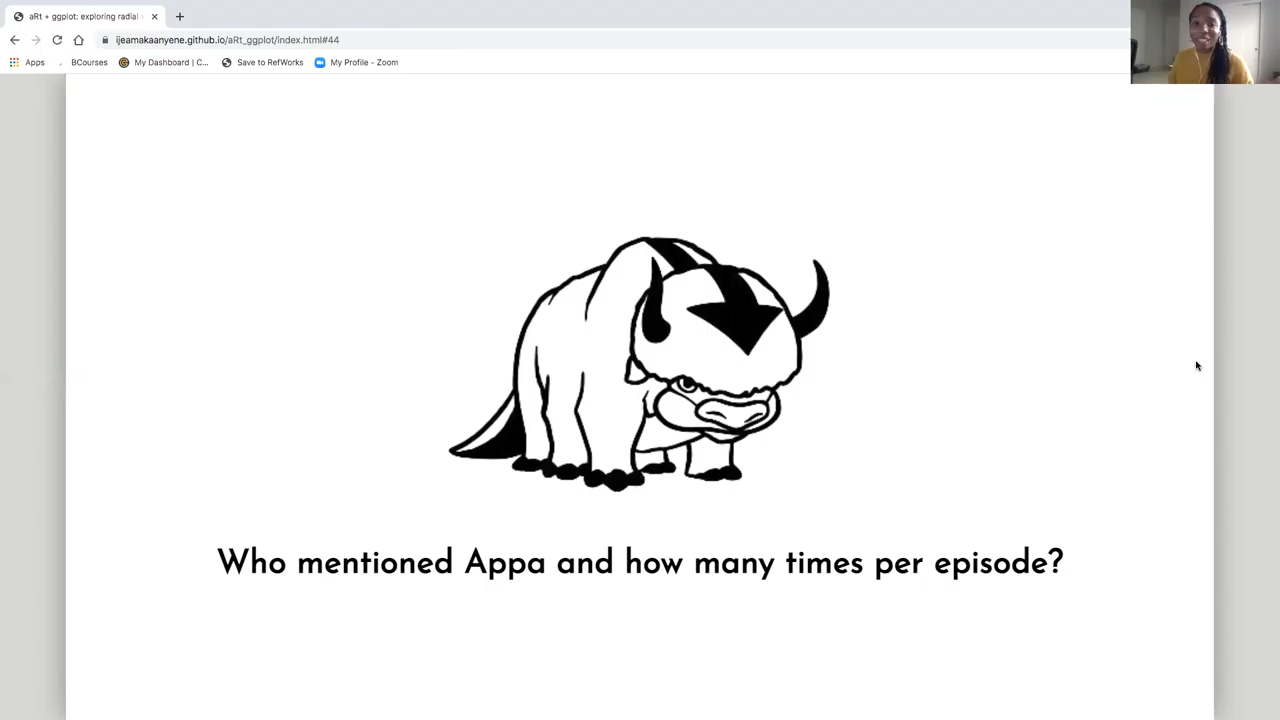 aRt + ggplot: exploring radial
ijeamakaanyene.github.io/aRt_ggplot/index.html#44
Apps BCourses My Dashboard | C... Save to RefWorks My Profile - Zoom
Who mentioned Appa and how many times per episode?